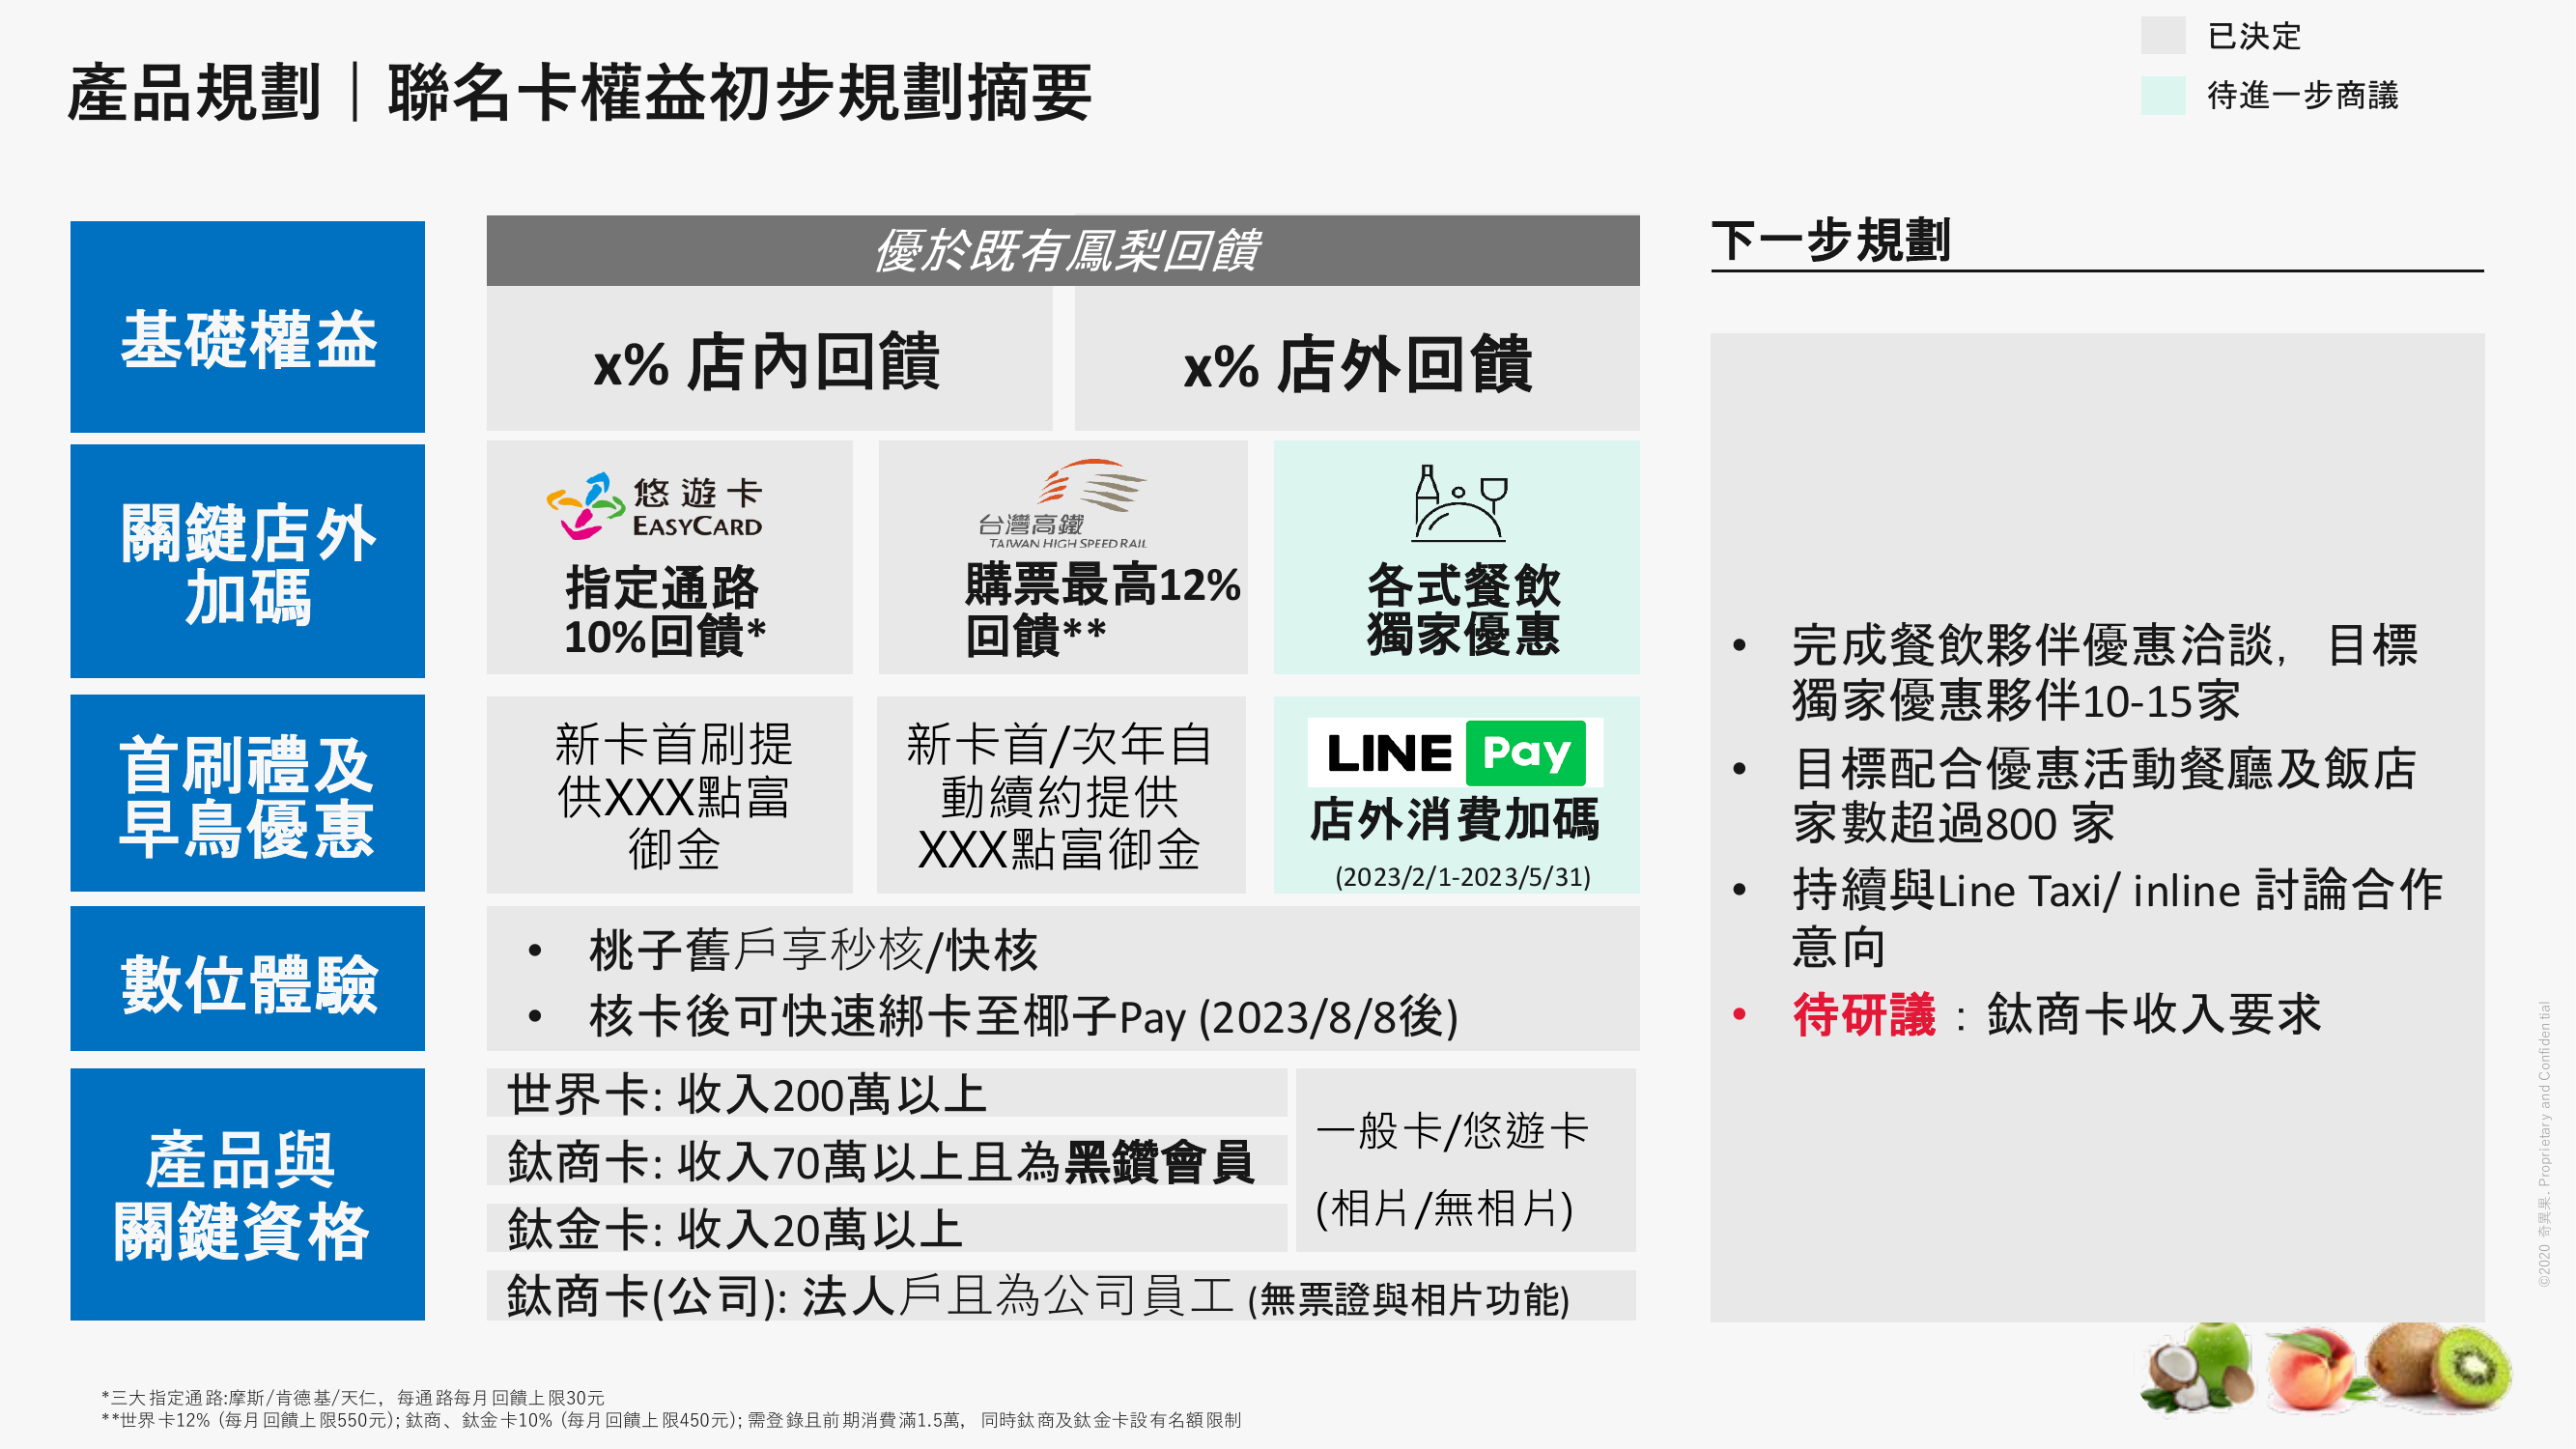 產品規劃｜聯名卡權益初步規劃摘要
已決定
待進一步商議
基礎權益
優於既有鳳梨回饋
x% 店內回饋
x% 店外回饋
關鍵店外
加碼
悠遊卡
EASYCARD
指定通路
10%回饋*
台灣高鐵
TAIWAN HIGH SPEED RAIL
購票最高12%
回饋**
各式餐飲
獨家優惠
首刷禮及
早鳥優惠
新卡首刷提
供XXX點富
御金
新卡首/次年自
動續約提供
XXX點富御金
LINE Pay
店外消費加碼
(2023/2/1-2023/5/31)
數位體驗
• 桃子舊戶享秒核/快核
• 核卡後可快速綁卡至椰子Pay (2023/8/8後)
產品與
關鍵資格
世界卡: 收入200萬以上
鈦商卡: 收入70萬以上且為黑鑽會員
鈦金卡: 收入20萬以上
一般卡/悠遊卡
(相片/無相片)
鈦商卡(公司): 法人戶且為公司員工 (無票證與相片功能)
下一步規劃
• 完成餐飲夥伴優惠洽談, 目標
獨家優惠夥伴10-15家
• 目標配合優惠活動餐廳及飯店
家數超過800 家
• 持續與Line Taxi/ inline 討論合作
意向
• 待研議：鈦商卡收入要求
*三大指定通路:摩斯/肯德基/天仁, 每通路每月回饋上限30元
**世界卡12% (每月回饋上限550元); 鈦商、鈦金卡10% (每月回饋上限450元); 需登錄且前期消費滿1.5萬, 同時鈦商及鈦金卡設有名額限制
©2020 奇異果. Proprietary and Confidential